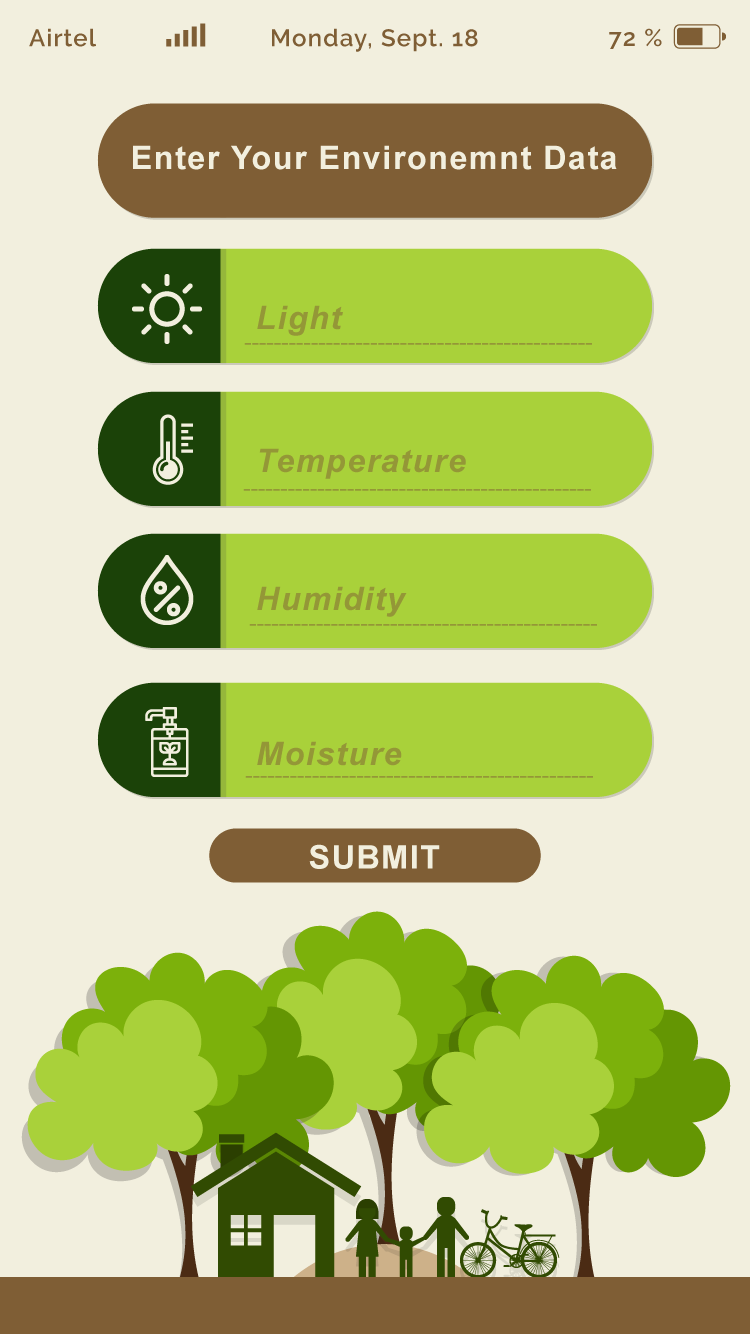 Airtel Monday, Sept. 18 72 %
Enter Your Environemnt Data
Light
Temperature
Humidity
Moisture
SUBMIT